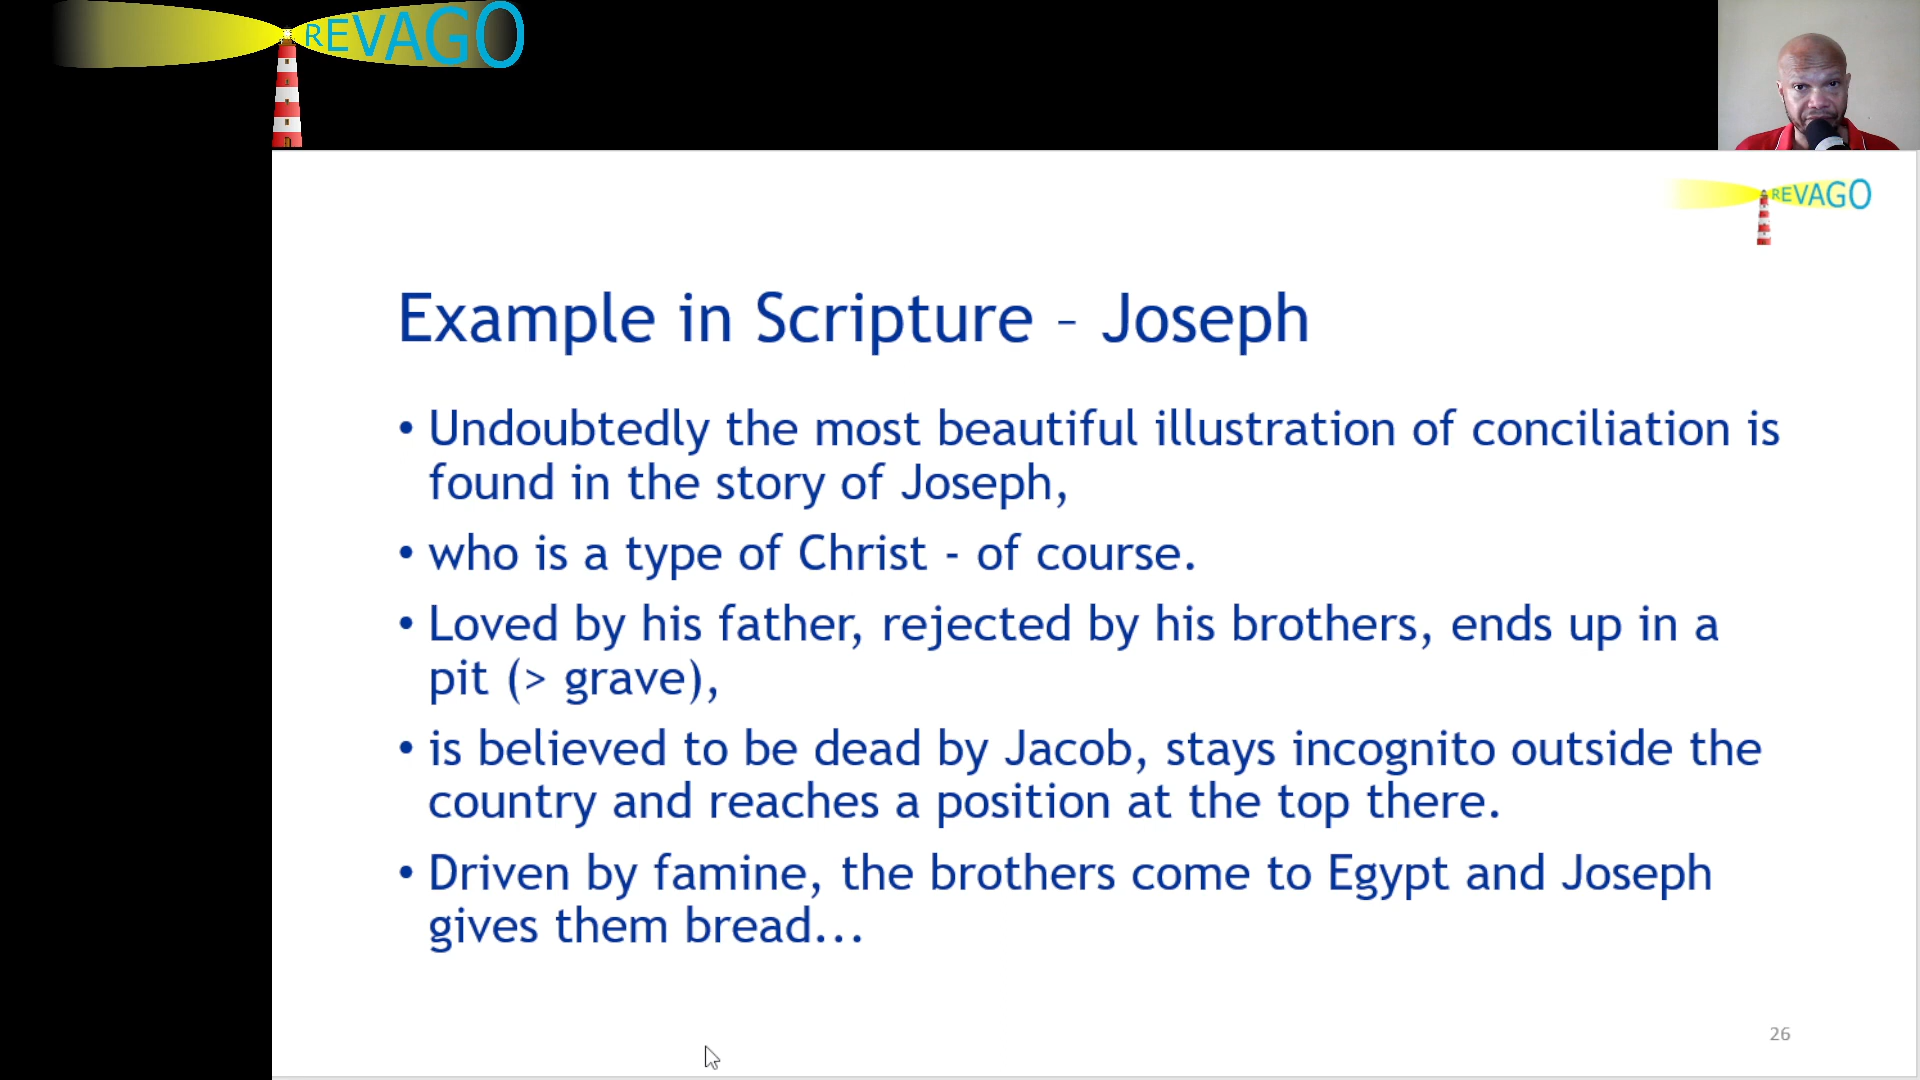 REVAGO
REVAGO
Example in Scripture – Joseph
• Undoubtedly the most beautiful illustration of conciliation is
found in the story of Joseph,
• who is a type of Christ - of course.
• Loved by his father, rejected by his brothers, ends up in a
pit (> grave),
• is believed to be dead by Jacob, stays incognito outside the
country and reaches a position at the top there.
• Driven by famine, the brothers come to Egypt and Joseph
gives them bread...
26